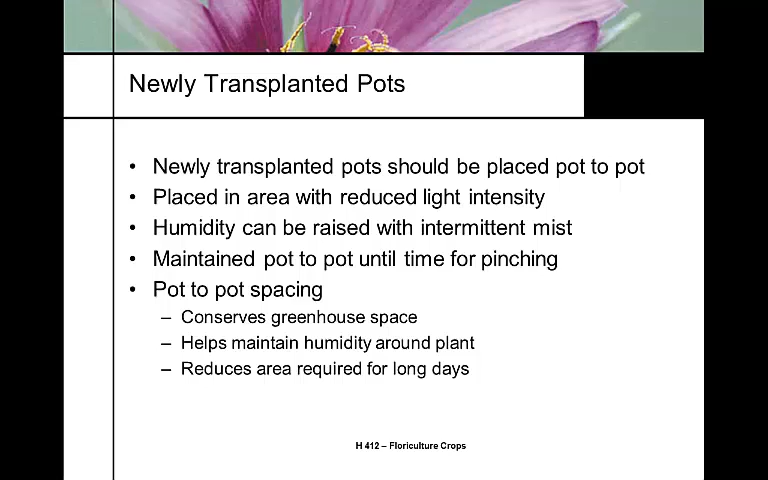 Newly Transplanted Pots
• Newly transplanted pots should be placed pot to pot
• Placed in area with reduced light intensity
• Humidity can be raised with intermittent mist
• Maintained pot to pot until time for pinching
• Pot to pot spacing
– Conserves greenhouse space
– Helps maintain humidity around plant
– Reduces area required for long days
H 412 – Floriculture Crops